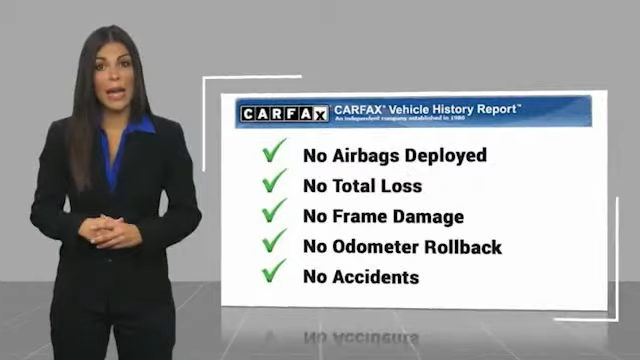 CARFAX CARFAX® Vehicle History Report™
An independent company established in 1986
No Airbags Deployed
No Total Loss
No Frame Damage
No Odometer Rollback
No Accidents